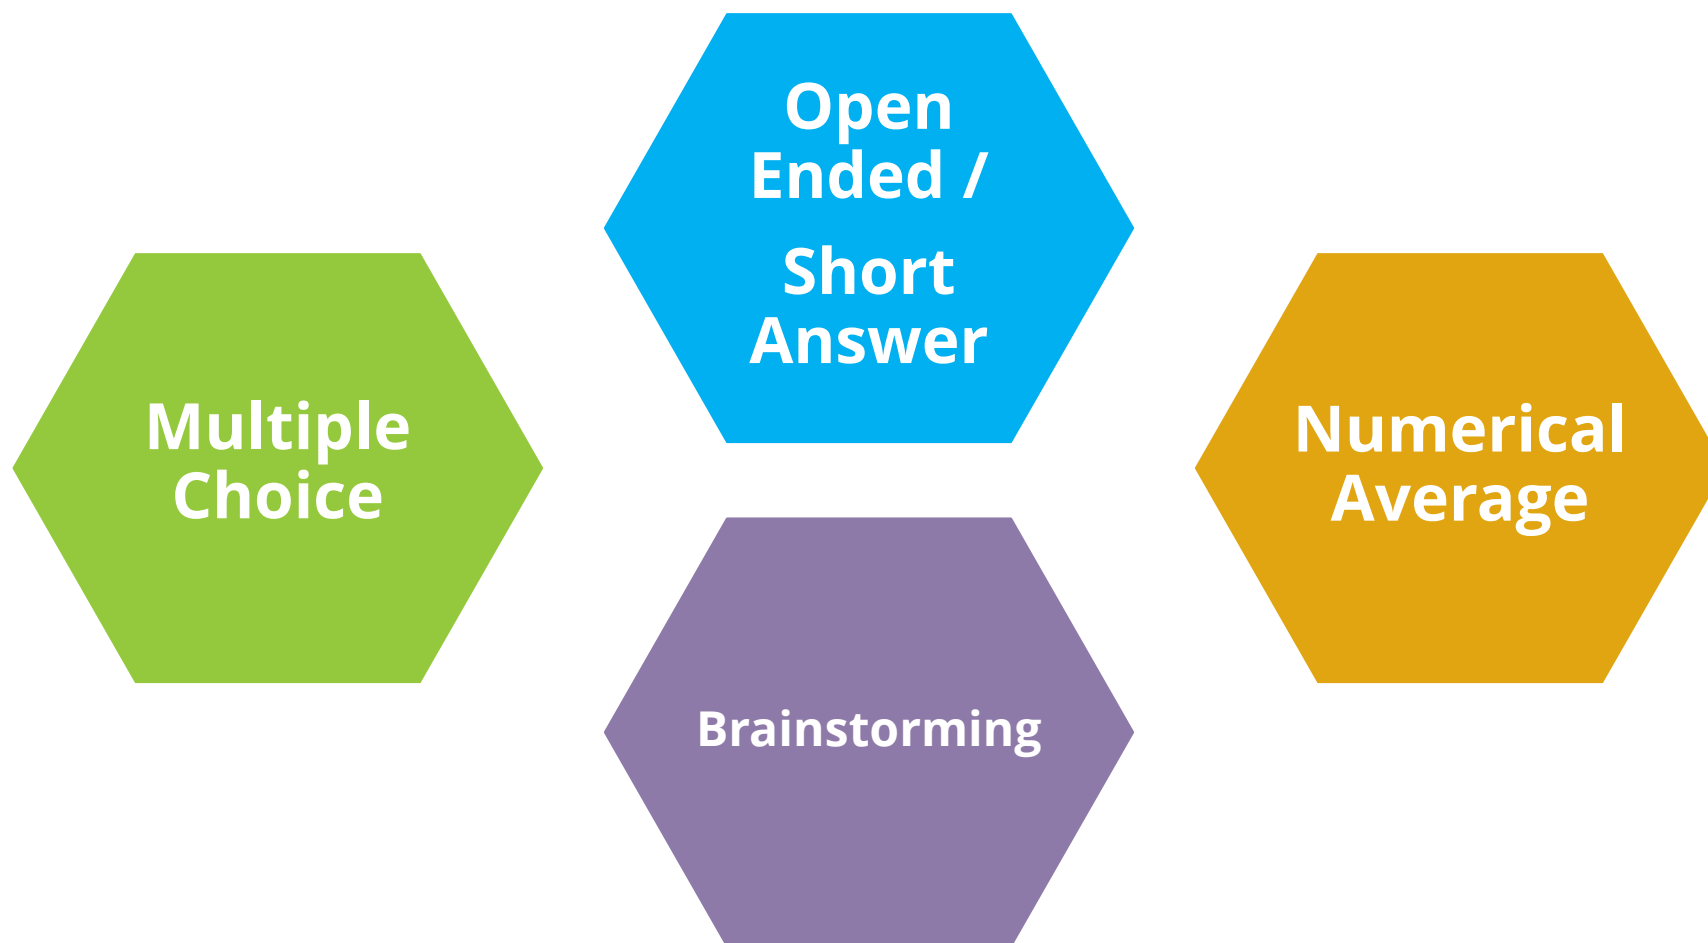 Open
Ended /
Short
Answer
Multiple
Choice
Numerical
Average
Brainstorming